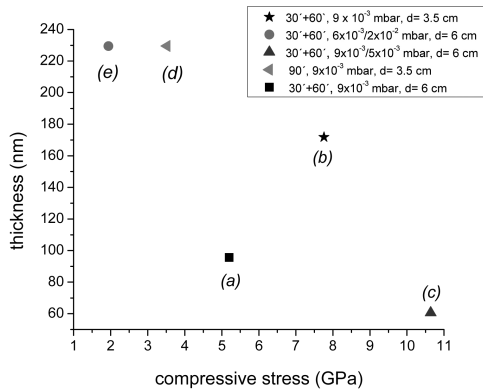 30´+60`, 9 x 10⁻³ mbar, d= 3.5 cm
30´+60´, 6x10⁻³/2x10⁻² mbar, d= 6 cm
30´+60´, 9x10⁻³/5x10⁻³ mbar, d= 6 cm
90´, 9x10⁻³ mbar, d= 3.5 cm
30´+60´, 9x10⁻³ mbar, d= 6 cm
240
220
200
180
160
140
120
100
80
60
thickness (nm)
(e)
(d)
(b)
(a)
(c)
1 2 3 4 5 6 7 8 9 10 11
compressive stress (GPa)